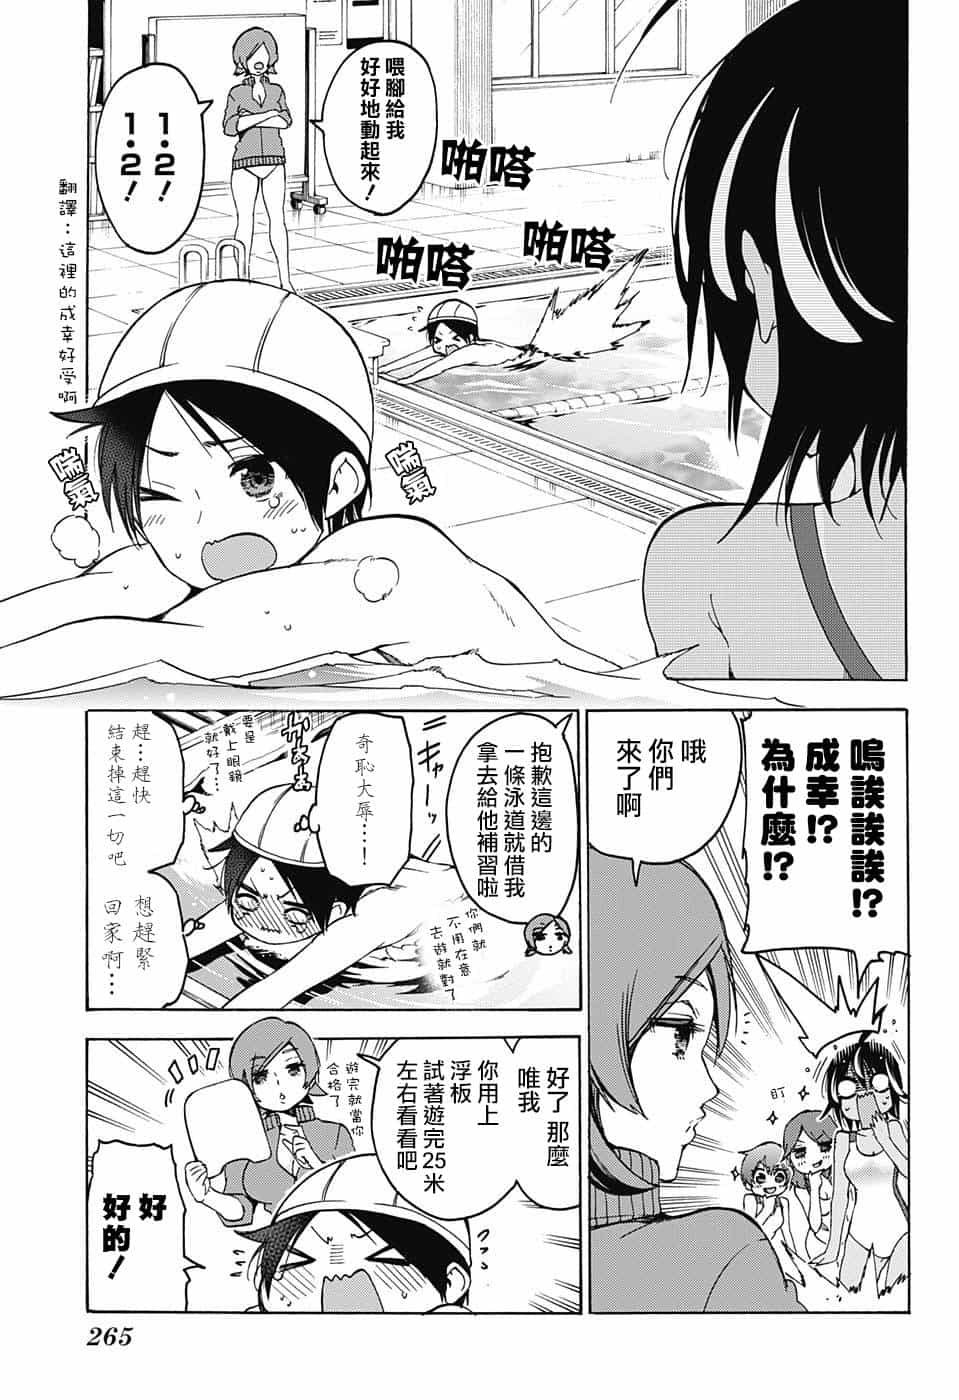 喂腳給我
好好地動起來！
１・２！
１・２！
啪嗒
啪嗒
啪嗒
喘氣
喘氣
翻譯：這裡的成幸好受啊
嗚誒誒誒!?
成幸!?
為什麼!?
哦
你們
來了啊
盯
抱歉這邊的
一條泳道就借我
拿去給他補習啦
你們就
不用在意
去遊就對了
奇恥大辱…！
要是
戴上眼鏡
就好了…
趕…趕快
結束掉這一切吧
想趕緊
回家啊…
好了 那麼
唯我
你用上
浮板
試著遊完25米
左右看看吧
遊完就當你
合格了
好
好的！
265